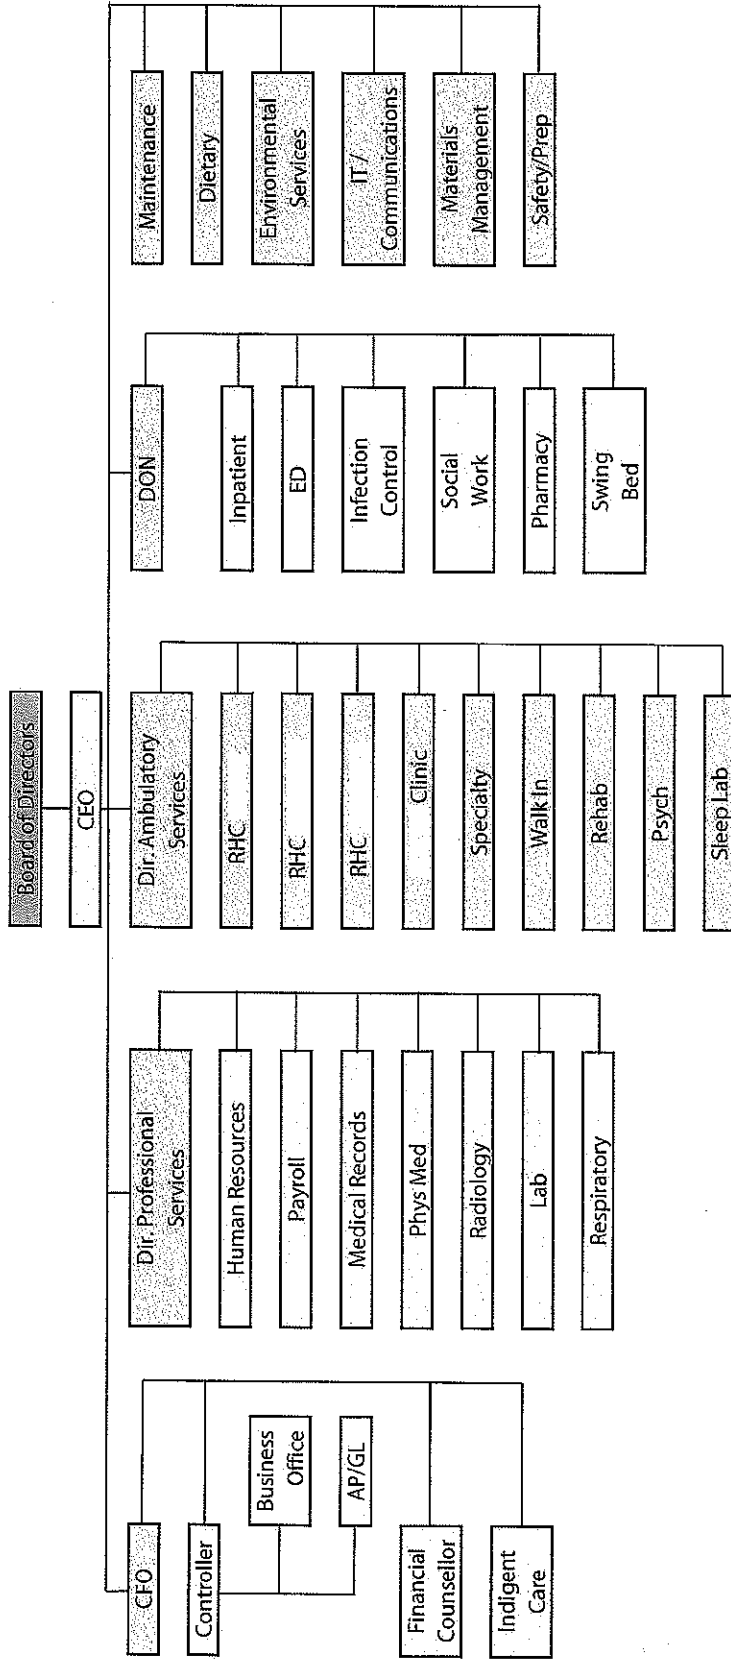 Board of Directors
CEO
CFO
Controller
Business
Office
AP/GL
Financial
Counsellor
Indigent
Care
Dir. Professional
Services
Human Resources
Payroll
Medical Records
Phys Med
Radiology
Lab
Respiratory
Dir. Ambulatory
Services
RHC
RHC
RHC
Clinic
Specialty
Walk In
Rehab
Psych
Sleep Lab
DON
Inpatient
ED
Infection
Control
Social
Work
Pharmacy
Swing
Bed
Maintenance
Dietary
Environmental
Services
IT /
Communications
Materials
Management
Safety/Prep